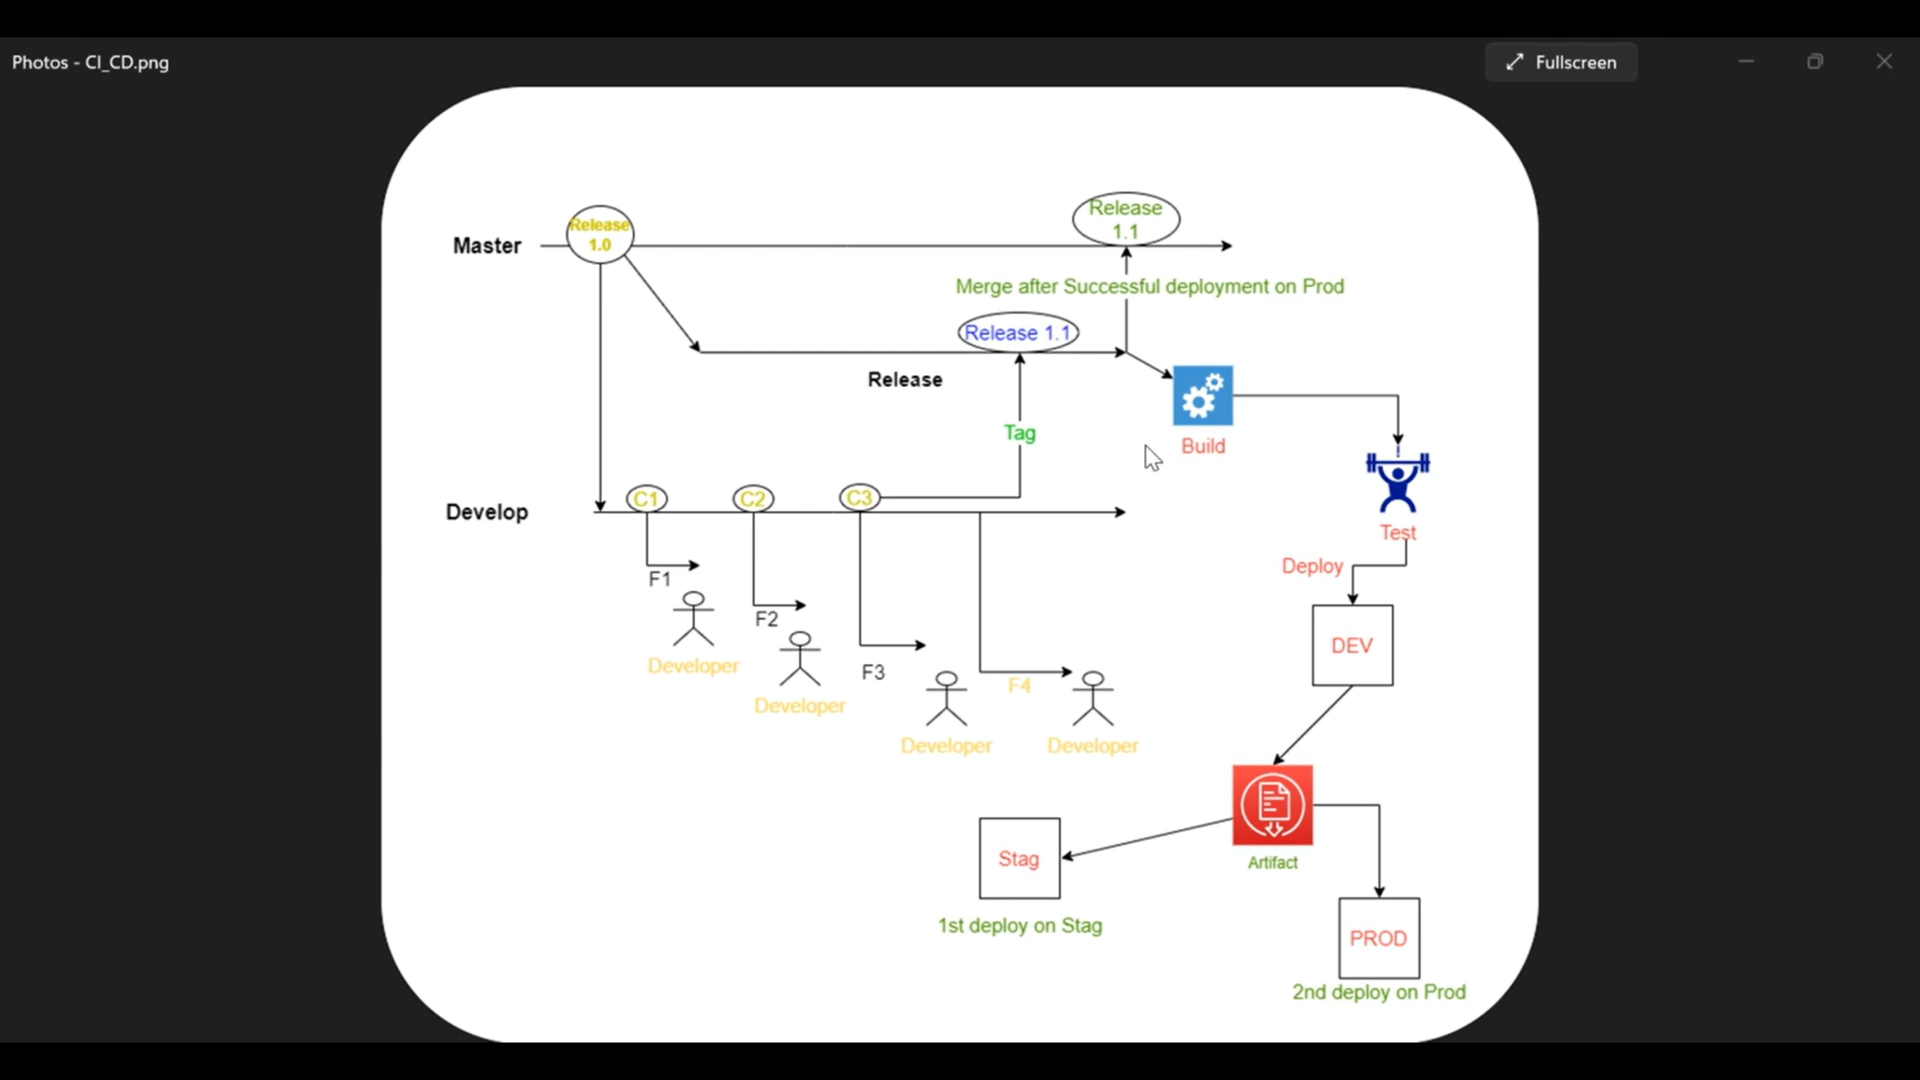 Photos - CI_CD.png
Fullscreen
Release
1.0
Release
1.1
Master
Merge after Successful deployment on Prod
Release 1.1
Release
Tag
Build
C1
C2
C3
Develop
Test
Deploy
F1
F2
DEV
Developer
F3
F4
Developer
Developer
Developer
Stag
Artifact
1st deploy on Stag
PROD
2nd deploy on Prod